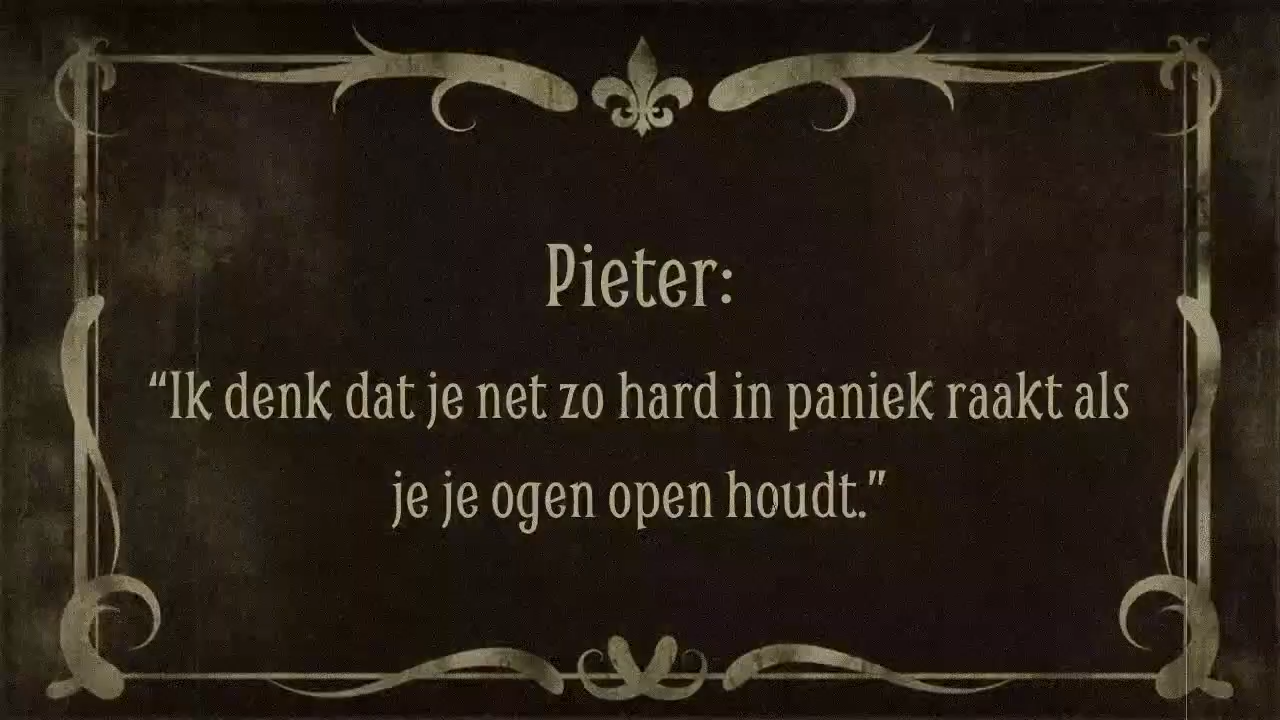 Pieter:
“Ik denk dat je net zo hard in paniek raakt als
je je ogen open houdt.”